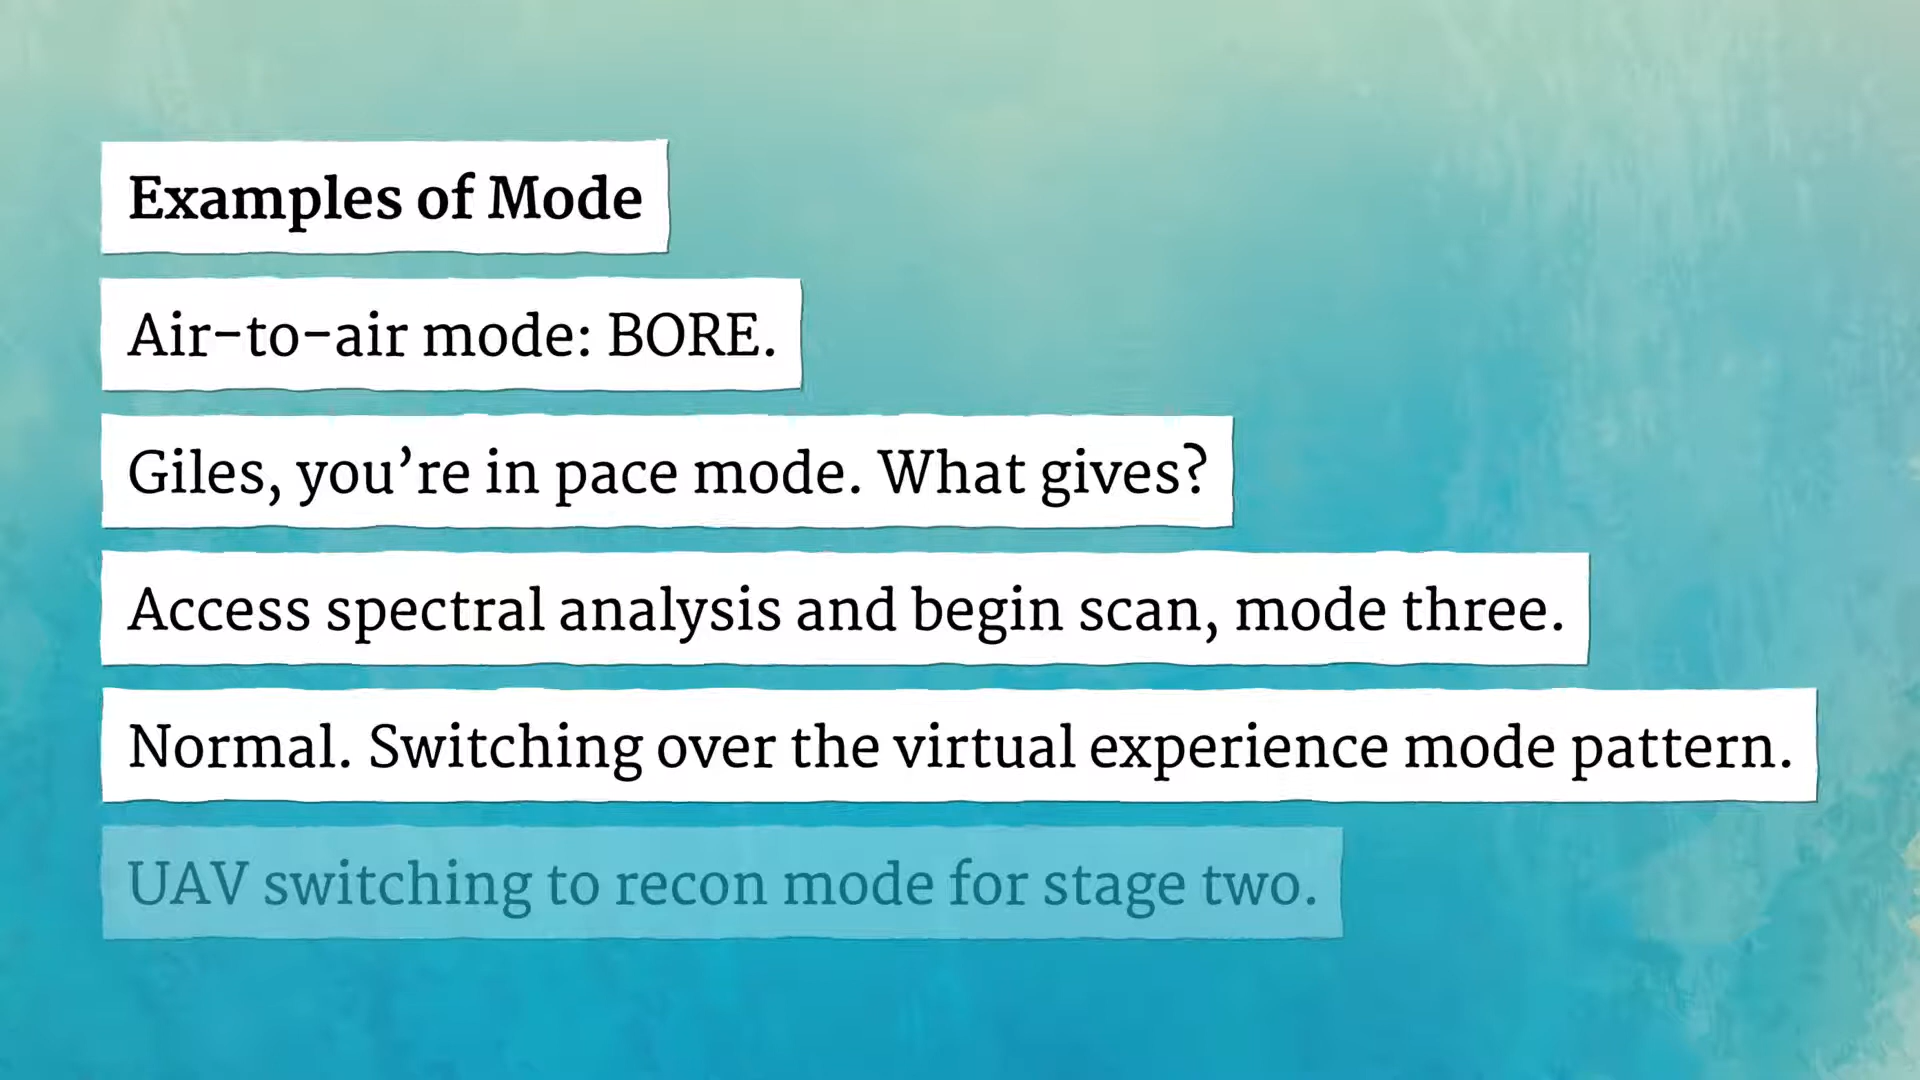 Examples of Mode
Air-to-air mode: BORE.
Giles, you’re in pace mode. What gives?
Access spectral analysis and begin scan, mode three.
Normal. Switching over the virtual experience mode pattern.
UAV switching to recon mode for stage two.